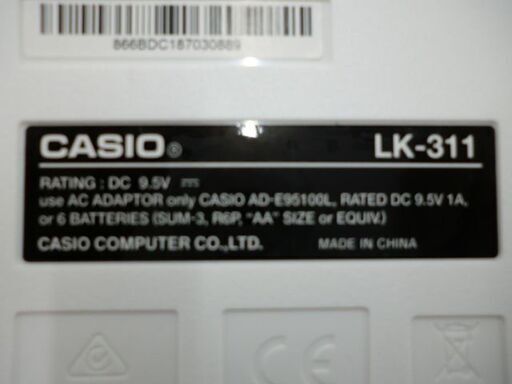 866BDC187030889
CASIO® LK-311
RATING : DC 9.5V ⎓
use AC ADAPTOR only CASIO AD-E95100L, RATED DC 9.5V 1A,
or 6 BATTERIES (SUM-3, R6P, "AA" SIZE or EQUIV.)
CASIO COMPUTER CO.,LTD. MADE IN CHINA
CE